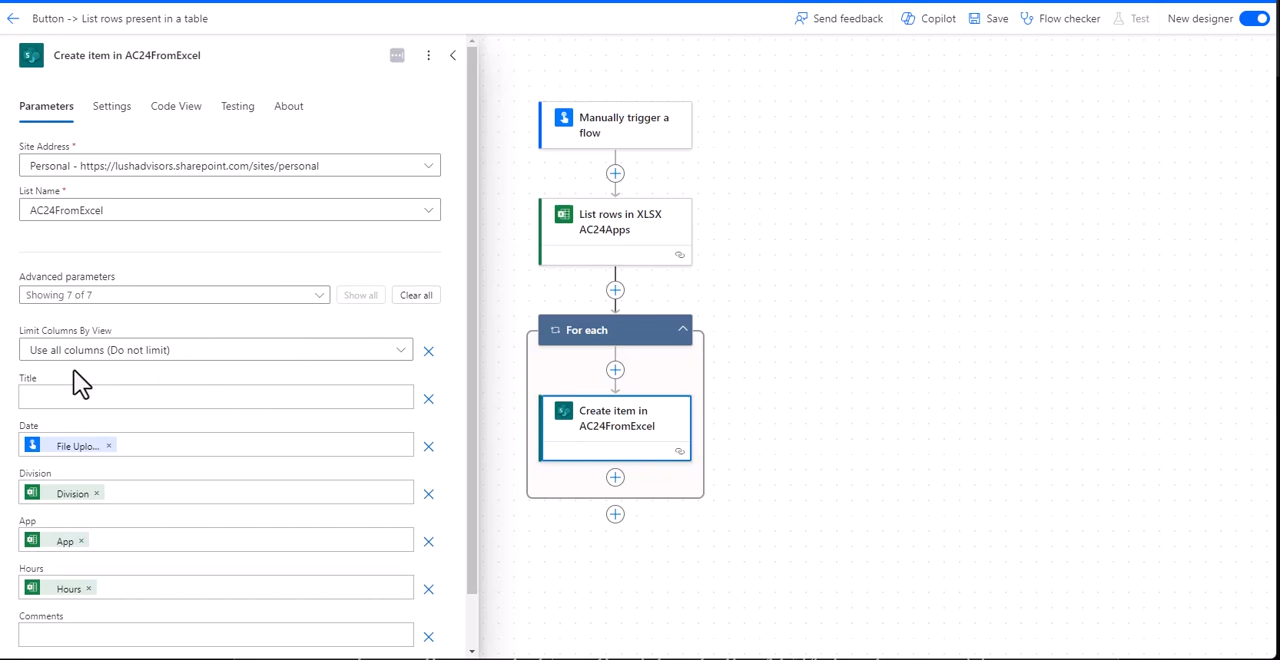 Button -> List rows present in a table
Send feedback
Copilot
Save
Flow checker
Test
New designer
Create item in AC24FromExcel
Parameters
Settings
Code View
Testing
About
Site Address *
Personal - https://lushadvisors.sharepoint.com/sites/personal
List Name *
AC24FromExcel
Advanced parameters
Showing 7 of 7
Show all
Clear all
Limit Columns By View
Use all columns (Do not limit)
Title
Date
File Uplo... ×
Division
Division ×
App
App ×
Hours
Hours ×
Comments
Manually trigger a
flow
List rows in XLSX
AC24Apps
For each
Create item in
AC24FromExcel